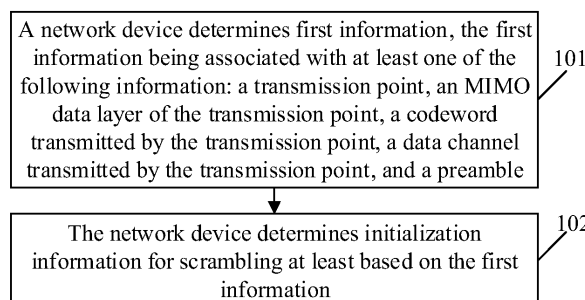 A network device determines first information, the first
information being associated with at least one of the
following information: a transmission point, an MIMO
data layer of the transmission point, a codeword
transmitted by the transmission point, a data channel
transmitted by the transmission point, and a preamble
101
The network device determines initialization
information for scrambling at least based on the first
information
102